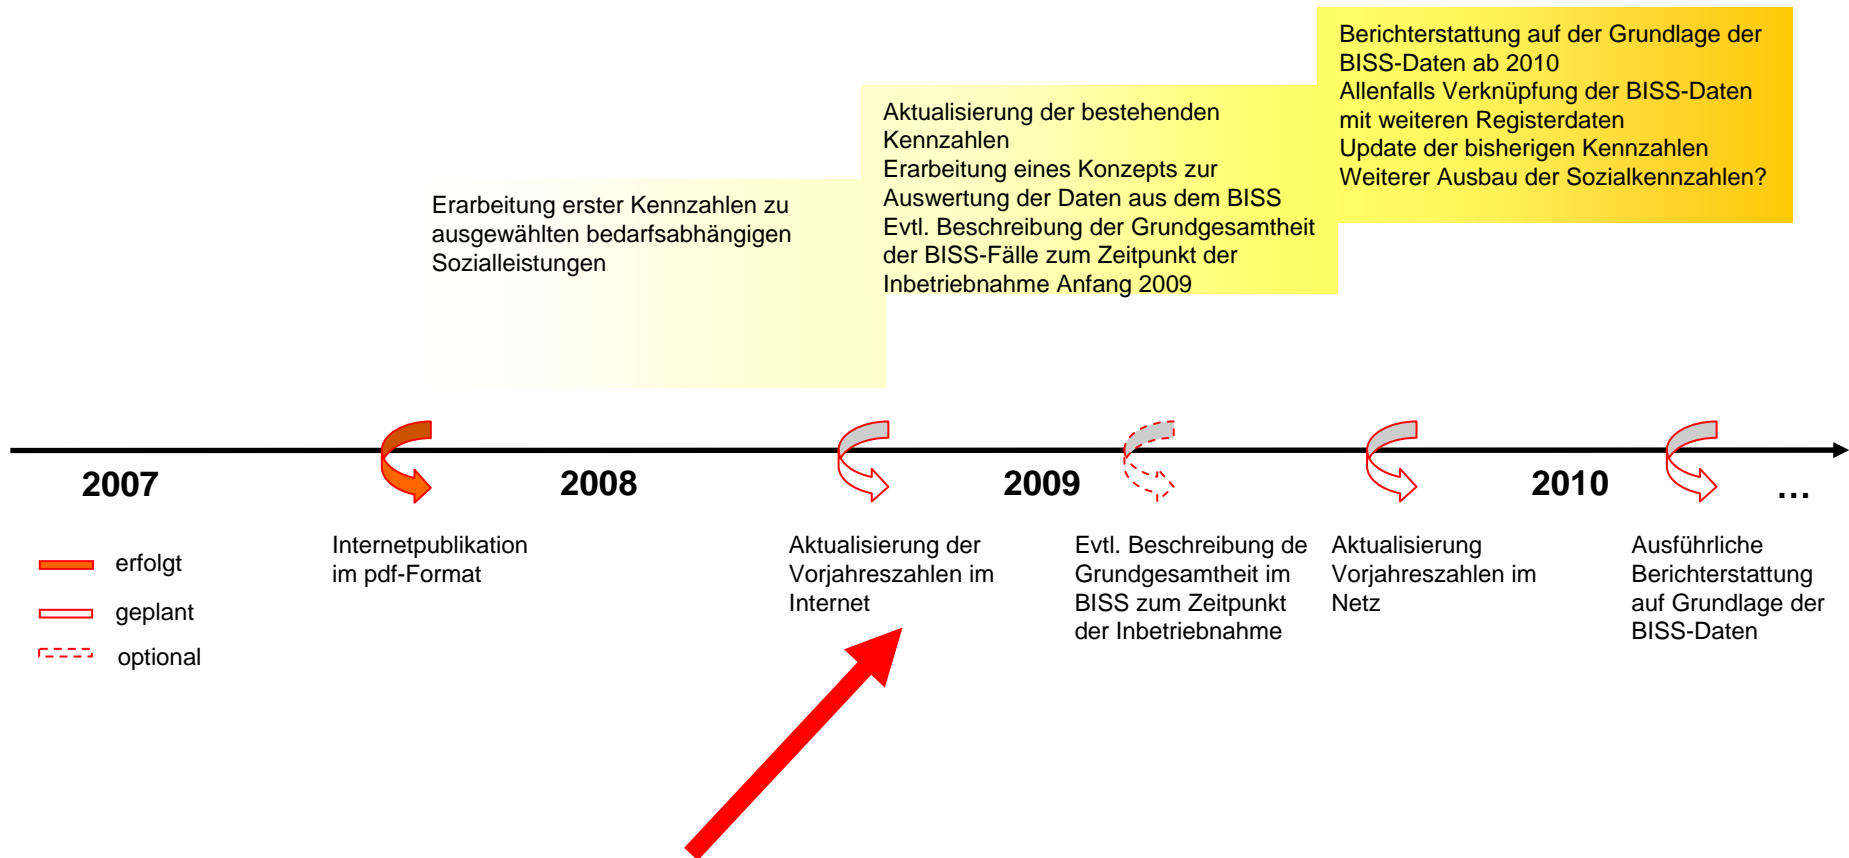 Berichterstattung auf der Grundlage der
BISS-Daten ab 2010
Allenfalls Verknüpfung der BISS-Daten
mit weiteren Registerdaten
Update der bisherigen Kennzahlen
Weiterer Ausbau der Sozialkennzahlen?
Aktualisierung der bestehenden
Kennzahlen
Erarbeitung eines Konzepts zur
Auswertung der Daten aus dem BISS
Evtl. Beschreibung der Grundgesamtheit
der BISS-Fälle zum Zeitpunkt der
Inbetriebnahme Anfang 2009
Erarbeitung erster Kennzahlen zu
ausgewählten bedarfsabhängigen
Sozialleistungen
2007
2008
2009
2010
...
erfolgt
geplant
optional
Internetpublikation
im pdf-Format
Aktualisierung der
Vorjahreszahlen im
Internet
Evtl. Beschreibung de
Grundgesamtheit im
BISS zum Zeitpunkt
der Inbetriebnahme
Aktualisierung
Vorjahreszahlen im
Netz
Ausführliche
Berichterstattung
auf Grundlage der
BISS-Daten